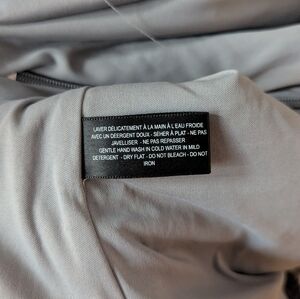 LAVER DÉLICATEMENT À LA MAIN À L'EAU FROIDE
AVEC UN DÉTERGENT DOUX - SÉHER À PLAT - NE PAS
JAVELLISER - NE PAS REPASSER
GENTLE HAND WASH IN COLD WATER IN MILD
DETERGENT - DRY FLAT - DO NOT BLEACH - DO NOT
IRON